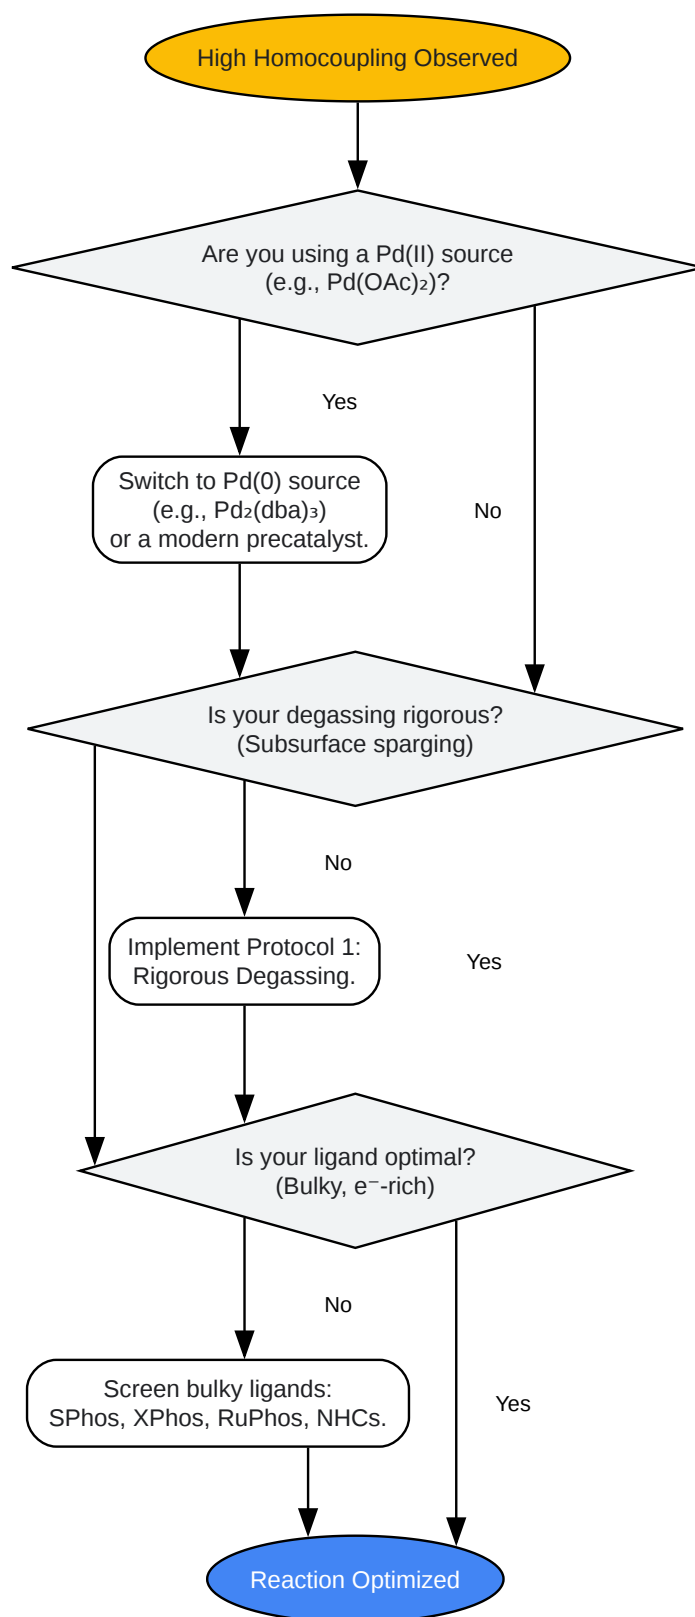 High Homocoupling Observed
Are you using a Pd(II) source
(e.g., Pd(OAc)₂)?
Yes
Switch to Pd(0) source
(e.g., Pd₂(dba)₃)
or a modern precatalyst.
No
Is your degassing rigorous?
(Subsurface sparging)
No
Implement Protocol 1:
Rigorous Degassing.
Yes
Is your ligand optimal?
(Bulky, e⁻-rich)
No
Screen bulky ligands:
SPhos, XPhos, RuPhos, NHCs.
Yes
Reaction Optimized